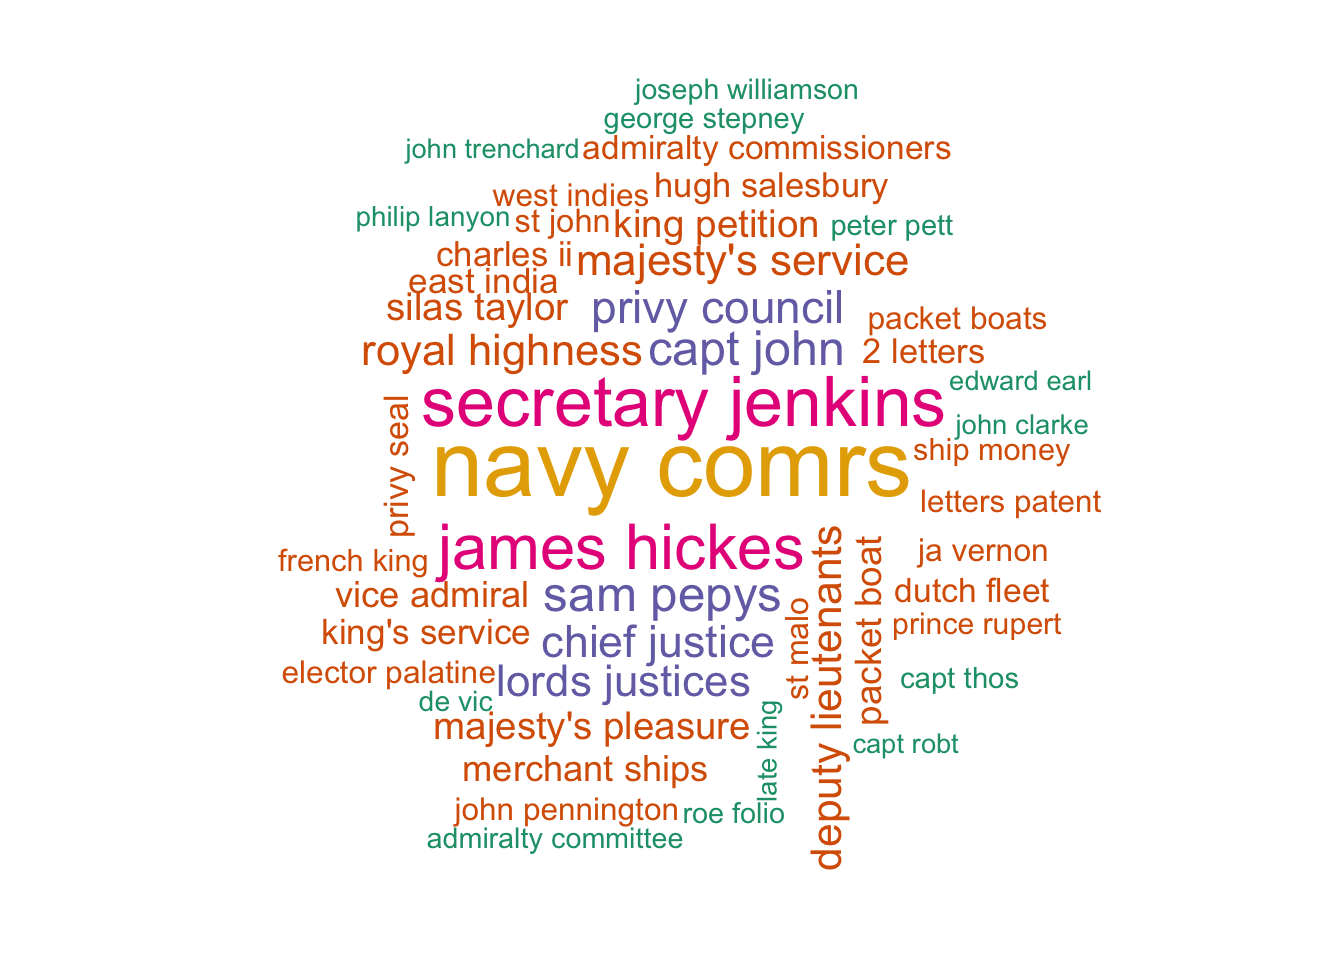 joseph williamson
george stepney
john trenchard
admiralty commissioners
west indies
hugh salesbury
philip lanyon
st john
king petition
peter pett
charles ii
majesty's service
east india
silas taylor
privy council
packet boats
royal highness
capt john
2 letters
secretary jenkins
edward earl
privy seal
john clarke
navy comrs
ship money
letters patent
james hickes
french king
ja vernon
vice admiral
sam pepys
st malo
deputy lieutenants
packet boat
dutch fleet
king's service
chief justice
prince rupert
elector palatine
lords justices
capt thos
de vic
majesty's pleasure
late king
capt robt
merchant ships
john pennington
roe folio
admiralty committee